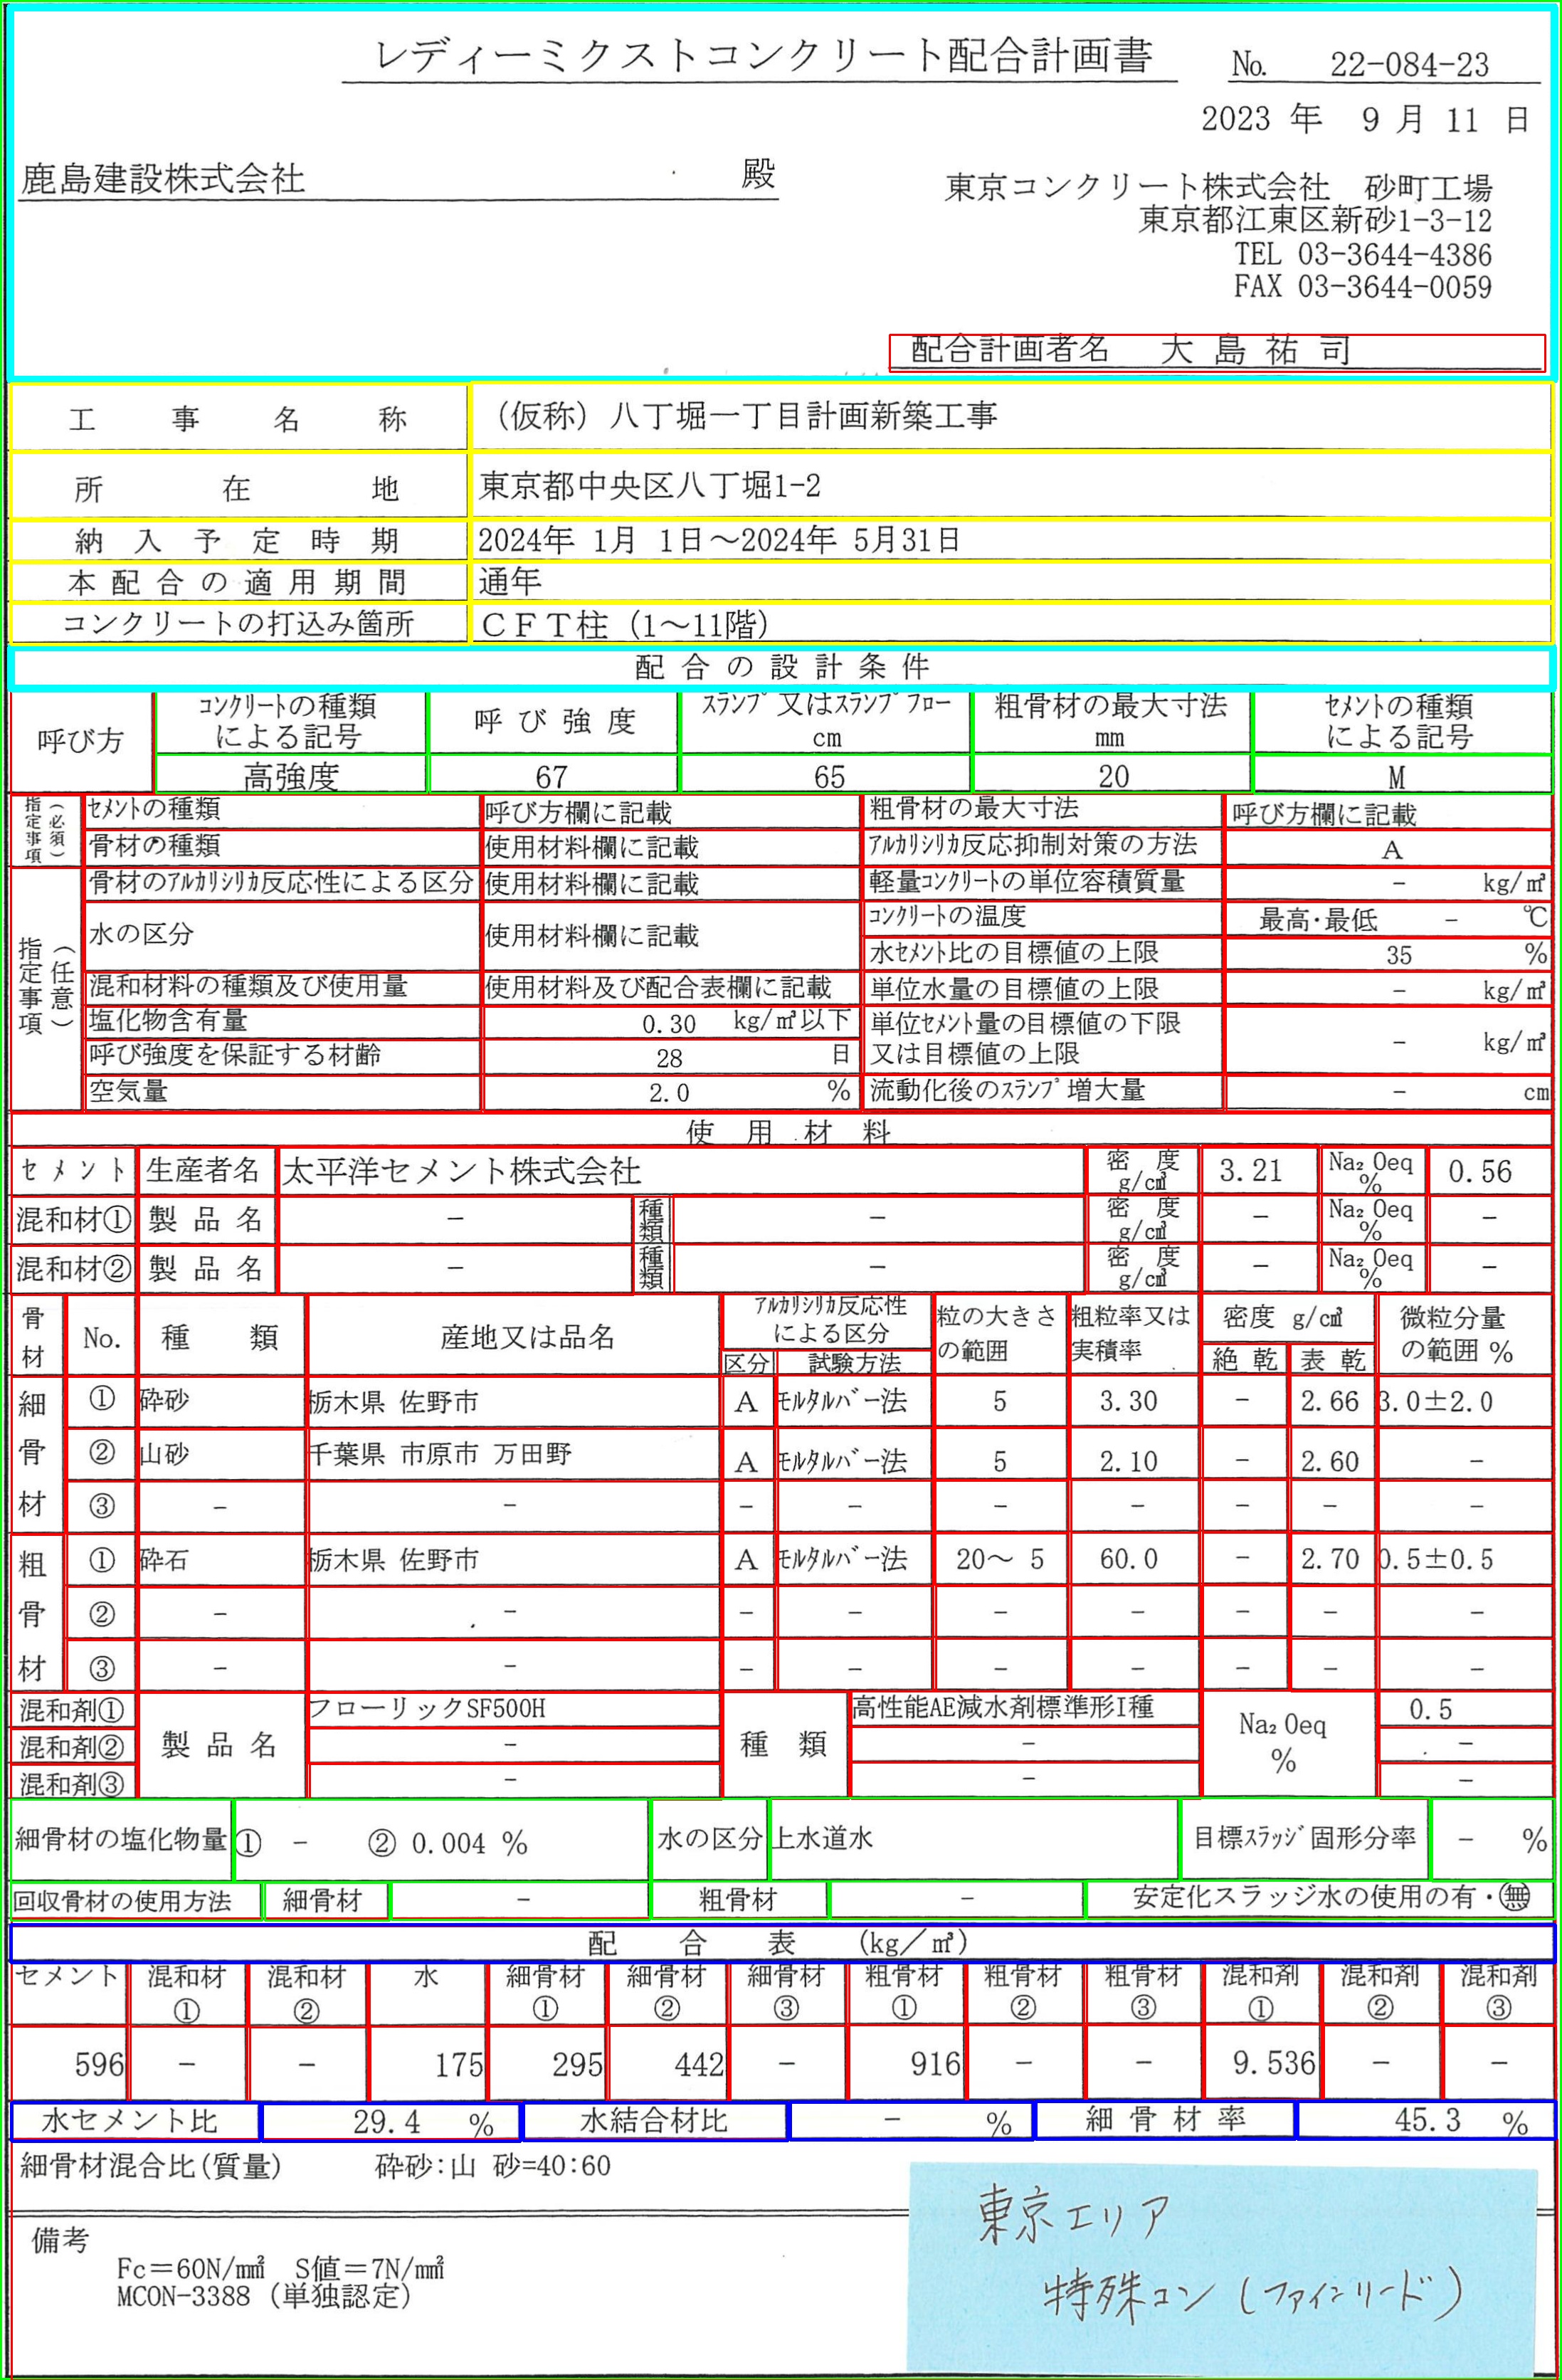 レディーミクストコンクリート配合計画書 No. 22-084-23
2023 年 9 月 11 日
鹿島建設株式会社 殿
東京コンクリート株式会社 砂町工場
東京都江東区新砂1-3-12
TEL 03-3644-4386
FAX 03-3644-0059
配合計画者名 大 島 祐 司
工 事 名 称 (仮称) 八丁堀一丁目計画新築工事
所 在 地 東京都中央区八丁堀1-2
納 入 予 定 時 期 2024年 1月 1日～2024年 5月31日
本 配 合 の 適 用 期 間 通年
コンクリートの打込み箇所 CFT柱 (1～11階)
配 合 の 設 計 条 件
呼び方 ｺﾝｸﾘｰﾄの種類による記号 呼 び 強 度 ｽﾗﾝﾌﾟ又はｽﾗﾝﾌﾟﾌﾛｰ cm 粗骨材の最大寸法 mm ｾﾒﾝﾄの種類による記号
高強度 67 65 20 M
指定事項(必須) ｾﾒﾝﾄの種類 呼び方欄に記載 粗骨材の最大寸法 呼び方欄に記載
骨材の種類 使用材料欄に記載 ｱﾙｶﾘｼﾘｶ反応抑制対策の方法 A
指定事項(任意) 骨材のｱﾙｶﾘｼﾘｶ反応性による区分 使用材料欄に記載 軽量ｺﾝｸﾘｰﾄの単位容積質量 - kg/㎥
水の区分 使用材料欄に記載 ｺﾝｸﾘｰﾄの温度 最高・最低 - ℃
水ｾﾒﾝﾄ比の目標値の上限 35 %
混和材料の種類及び使用量 使用材料及び配合表欄に記載 単位水量の目標値の上限 - kg/㎥
塩化物含有量 0.30 kg/㎥以下 単位ｾﾒﾝﾄ量の目標値の下限又は目標値の上限 - kg/㎥
呼び強度を保証する材齢 28 日
空気量 2.0 % 流動化後のｽﾗﾝﾌﾟ増大量 - cm
使 用 材 料
セメント 生産者名 太平洋セメント株式会社 密 度 g/c㎥ 3.21 Na₂Oeq % 0.56
混和材① 製 品 名 - 種類 - 密 度 g/c㎥ - Na₂Oeq % -
混和材② 製 品 名 - 種類 - 密 度 g/c㎥ - Na₂Oeq % -
骨材 No. 種 類 産地又は品名 ｱﾙｶﾘｼﾘｶ反応性による区分 区分 試験方法 粒の大きさの範囲 粗粒率又は実積率 密度 g/c㎥ 絶 乾 表 乾 微粒分量の範囲 %
細骨材 ① 砕砂 栃木県 佐野市 A ﾓﾙﾀﾙﾊﾞｰ法 5 3.30 - 2.66 3.0±2.0
② 山砂 千葉県 市原市 万田野 A ﾓﾙﾀﾙﾊﾞｰ法 5 2.10 - 2.60 -
③ - - - - - - - - -
粗骨材 ① 砕石 栃木県 佐野市 A ﾓﾙﾀﾙﾊﾞｰ法 20～ 5 60.0 - 2.70 0.5±0.5
② - - - - - - - - -
③ - - - - - - - - -
混和剤① 製 品 名 フローリックSF500H 種 類 高性能AE減水剤標準形I種 Na₂Oeq % 0.5
混和剤② - - -
混和剤③ - - -
細骨材の塩化物量 ① - ② 0.004 % 水の区分 上水道水 目標ｽﾗｯｼﾞ固形分率 - %
回収骨材の使用方法 細骨材 - 粗骨材 - 安定化スラッジ水の使用の有・㊇無
配 合 表 (kg/㎥)
セメント 混和材① 混和材② 水 細骨材① 細骨材② 細骨材③ 粗骨材① 粗骨材② 粗骨材③ 混和剤① 混和剤② 混和剤③
596 - - 175 295 442 - 916 - - 9.536 - -
水セメント比 29.4 % 水結合材比 - % 細 骨 材 率 45.3 %
細骨材混合比(質量) 砕砂:山 砂=40:60
備考
Fc=60N/m㎡ S値=7N/m㎡
MCON-3388 (単独認定)
東京エリア
特殊コン (ファインリード)